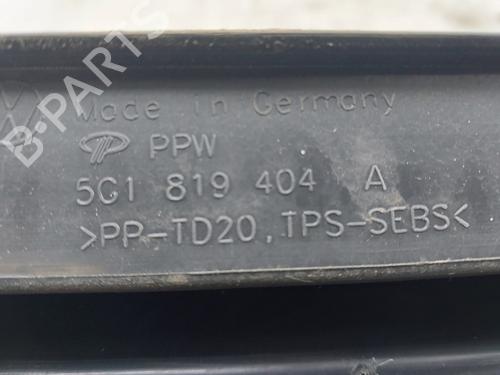 B-PARTS
Made in Germany
PPW
5G1 819 404 A
>PP-TD20,TPS-SEBS<